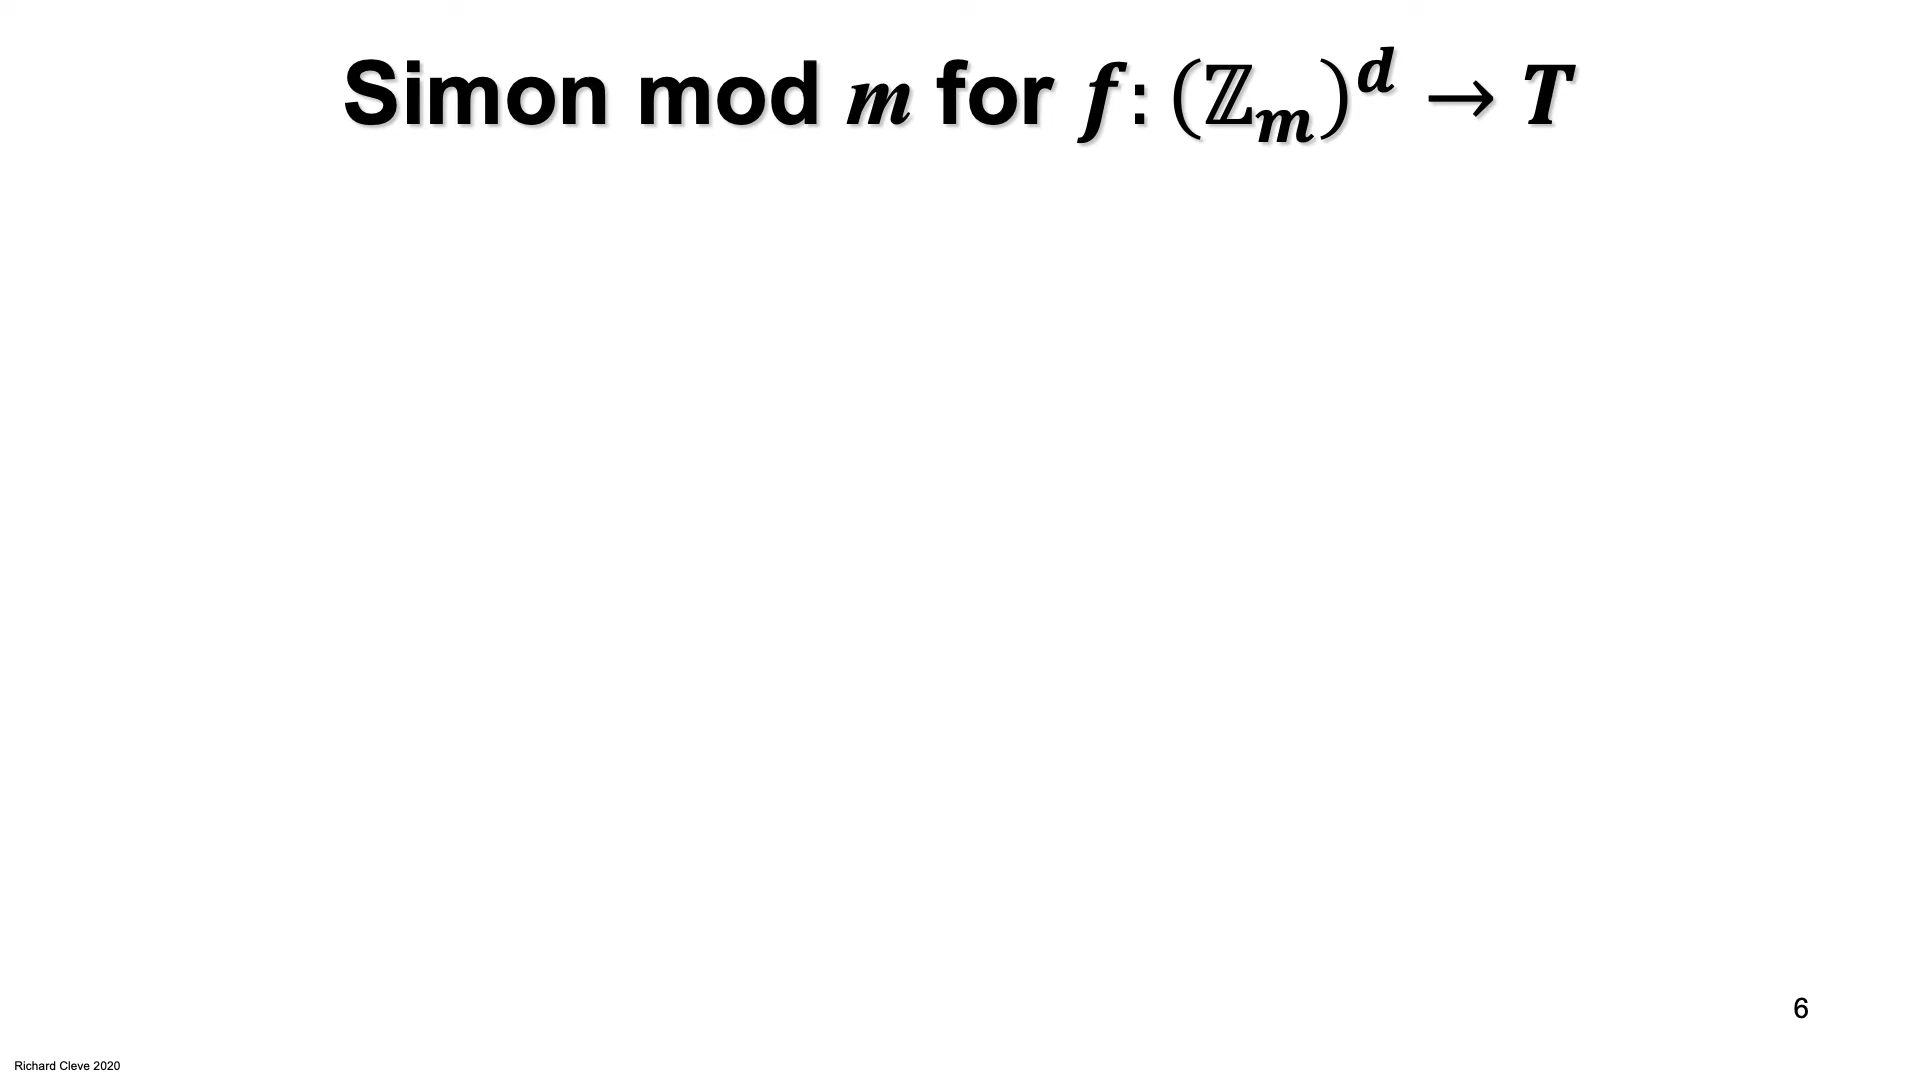 Simon mod 𝒎 for 𝒇: (ℤ𝒎)^𝒅 → 𝑻
6
Richard Cleve 2020